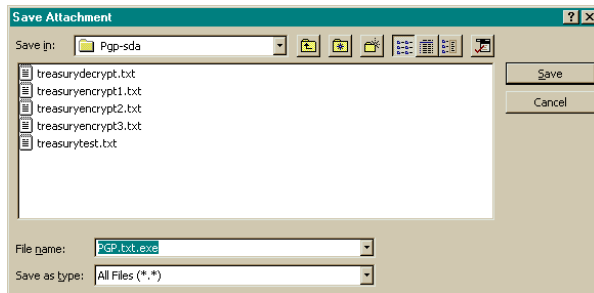 Save Attachment
Save in: Pgp-sda
treasurydecrypt.txt
treasuryencrypt1.txt
treasuryencrypt2.txt
treasuryencrypt3.txt
treasurytest.txt
Save
Cancel
File name: PGP.txt.exe
Save as type: All Files (*.*)